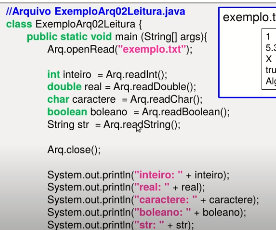 //Arquivo ExemploArq02Leitura.java
class ExemploArq02Leitura {
public static void main (String[] args){
Arq.openRead("exemplo.txt");
int inteiro = Arq.readInt();
double real = Arq.readDouble();
char caractere = Arq.readChar();
boolean boleano = Arq.readBoolean();
String str = Arq.readString();
Arq.close();
System.out.println("inteiro: " + inteiro);
System.out.println("real: " + real);
System.out.println("caractere: " + caractere);
System.out.println("boleano: " + boleano);
System.out.println("str: " + str);
exemplo.t
1
5.3
X
tru
Al